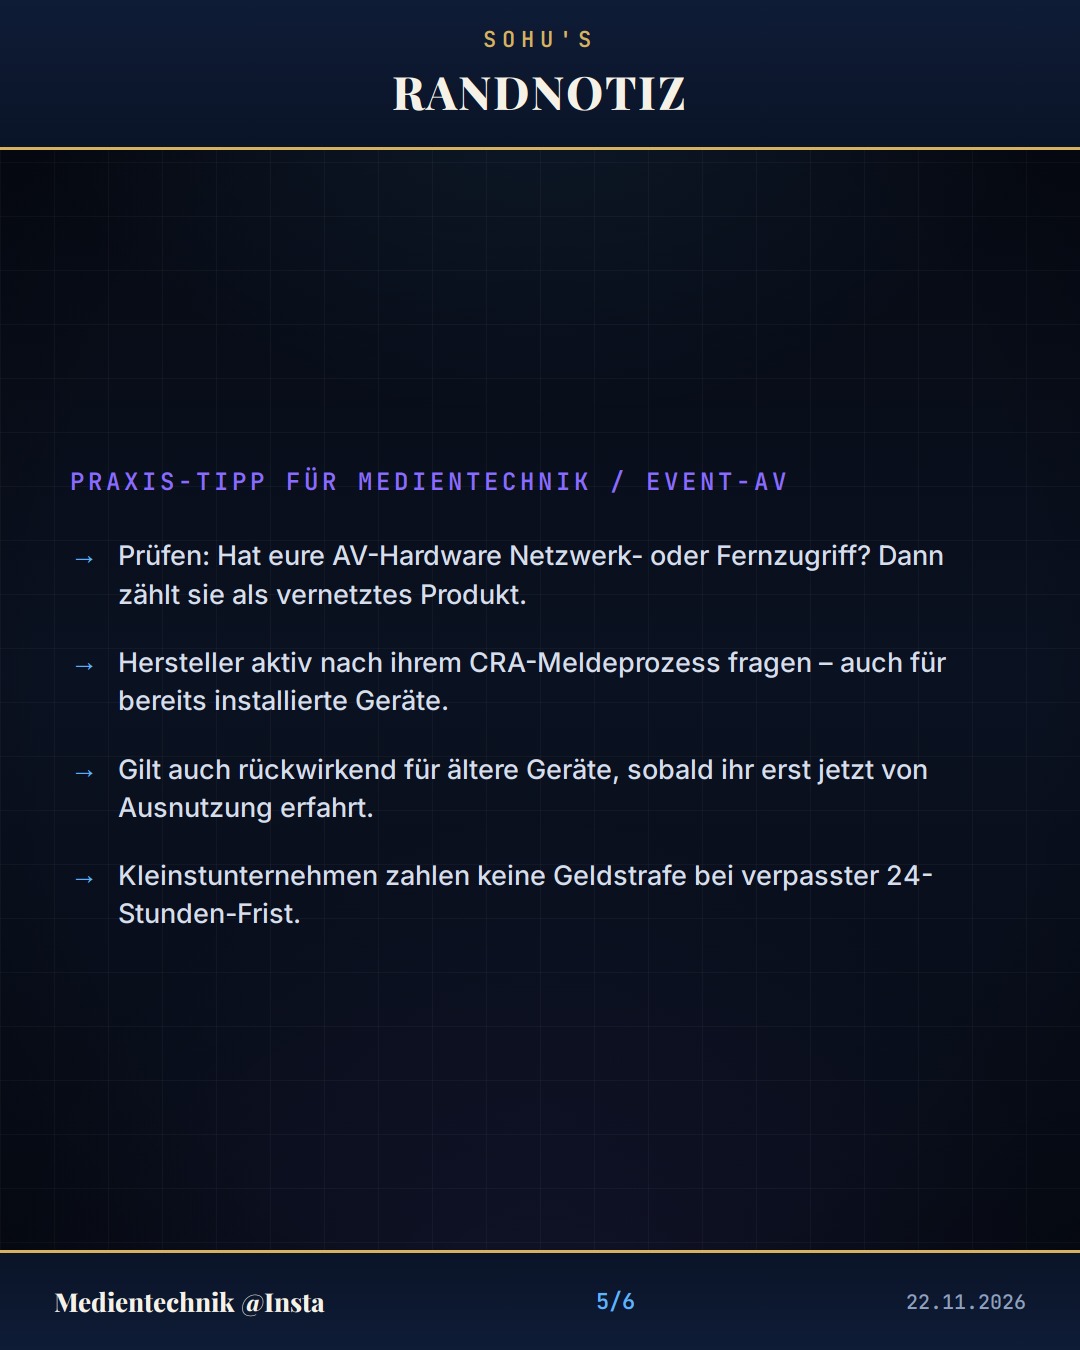 SOHU'S
RANDNOTIZ
PRAXIS-TIPP FÜR MEDIENTECHNIK / EVENT-AV
→ Prüfen: Hat eure AV-Hardware Netzwerk- oder Fernzugriff? Dann
zählt sie als vernetztes Produkt.
→ Hersteller aktiv nach ihrem CRA-Meldeprozess fragen – auch für
bereits installierte Geräte.
→ Gilt auch rückwirkend für ältere Geräte, sobald ihr erst jetzt von
Ausnutzung erfahrt.
→ Kleinstunternehmen zahlen keine Geldstrafe bei verpasster 24-
Stunden-Frist.
Medientechnik @Insta
5/6
22.11.2026